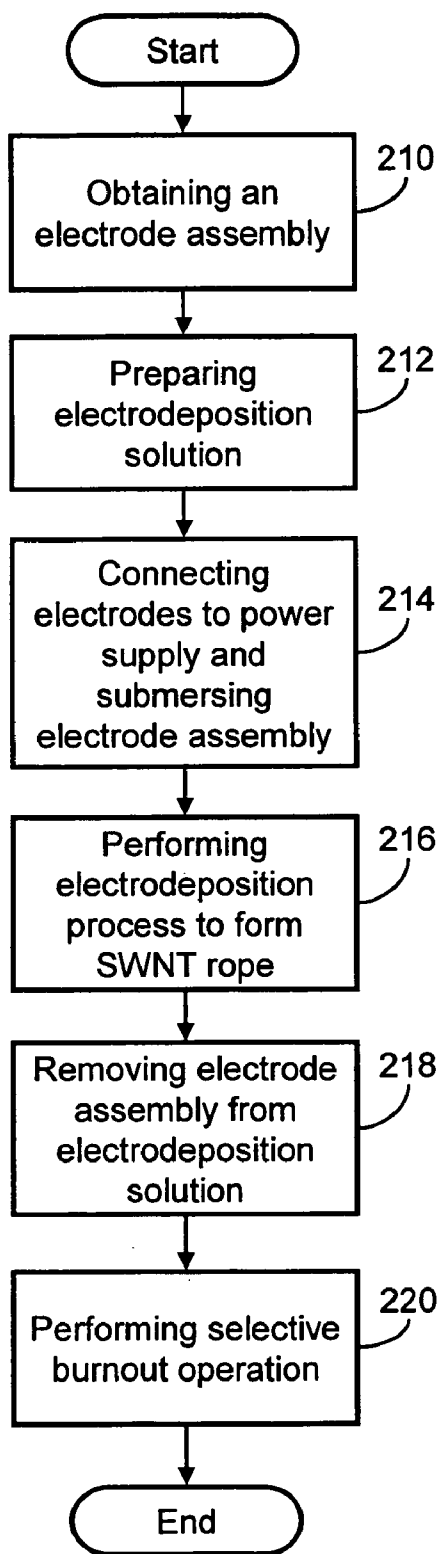 Start
210
Obtaining an
electrode assembly
212
Preparing
electrodeposition
solution
214
Connecting
electrodes to power
supply and
submersing
electrode assembly
216
Performing
electrodeposition
process to form
SWNT rope
218
Removing electrode
assembly from
electrodeposition
solution
220
Performing selective
burnout operation
End